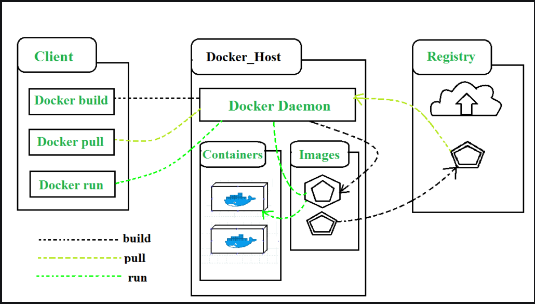 Client
Docker_Host
Registry
Docker build
Docker pull
Docker run
Docker Daemon
Containers
Images
build
pull
run